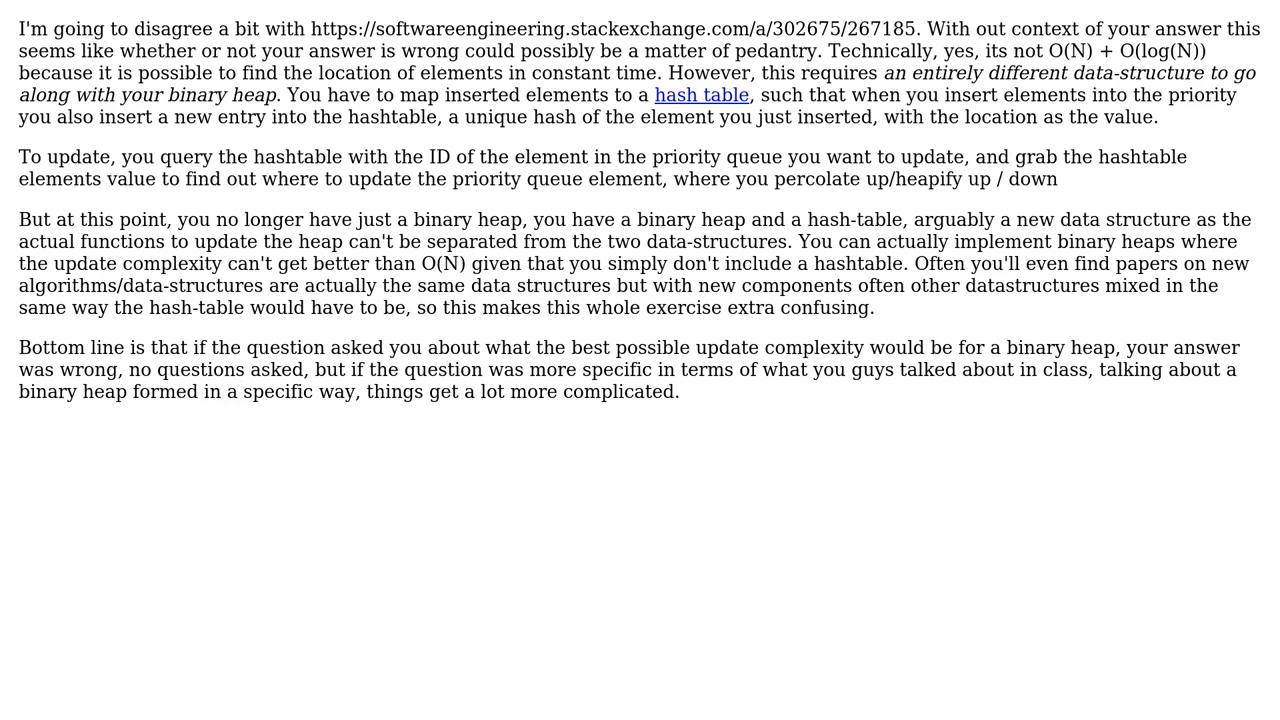 I'm going to disagree a bit with https://softwareengineering.stackexchange.com/a/302675/267185. With out context of your answer this
seems like whether or not your answer is wrong could possibly be a matter of pedantry. Technically, yes, its not O(N) + O(log(N))
because it is possible to find the location of elements in constant time. However, this requires an entirely different data-structure to go
along with your binary heap. You have to map inserted elements to a hash table, such that when you insert elements into the priority
you also insert a new entry into the hashtable, a unique hash of the element you just inserted, with the location as the value.
To update, you query the hashtable with the ID of the element in the priority queue you want to update, and grab the hashtable
elements value to find out where to update the priority queue element, where you percolate up/heapify up / down
But at this point, you no longer have just a binary heap, you have a binary heap and a hash-table, arguably a new data structure as the
actual functions to update the heap can't be separated from the two data-structures. You can actually implement binary heaps where
the update complexity can't get better than O(N) given that you simply don't include a hashtable. Often you'll even find papers on new
algorithms/data-structures are actually the same data structures but with new components often other datastructures mixed in the
same way the hash-table would have to be, so this makes this whole exercise extra confusing.
Bottom line is that if the question asked you about what the best possible update complexity would be for a binary heap, your answer
was wrong, no questions asked, but if the question was more specific in terms of what you guys talked about in class, talking about a
binary heap formed in a specific way, things get a lot more complicated.